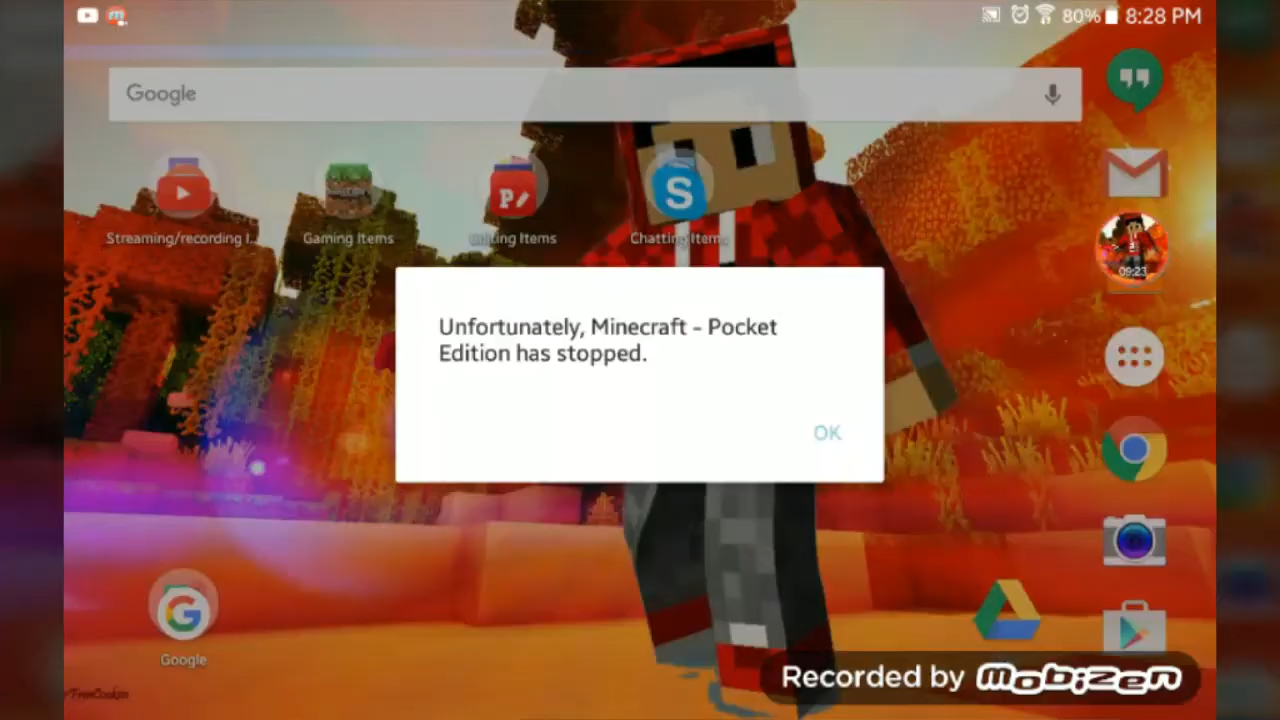 80% 8:28 PM
Google
Streaming/recording I...
Gaming Items
Editing Items
Chatting Items
09:23
Unfortunately, Minecraft - Pocket
Edition has stopped.
OK
Google
Recorded by mobizen